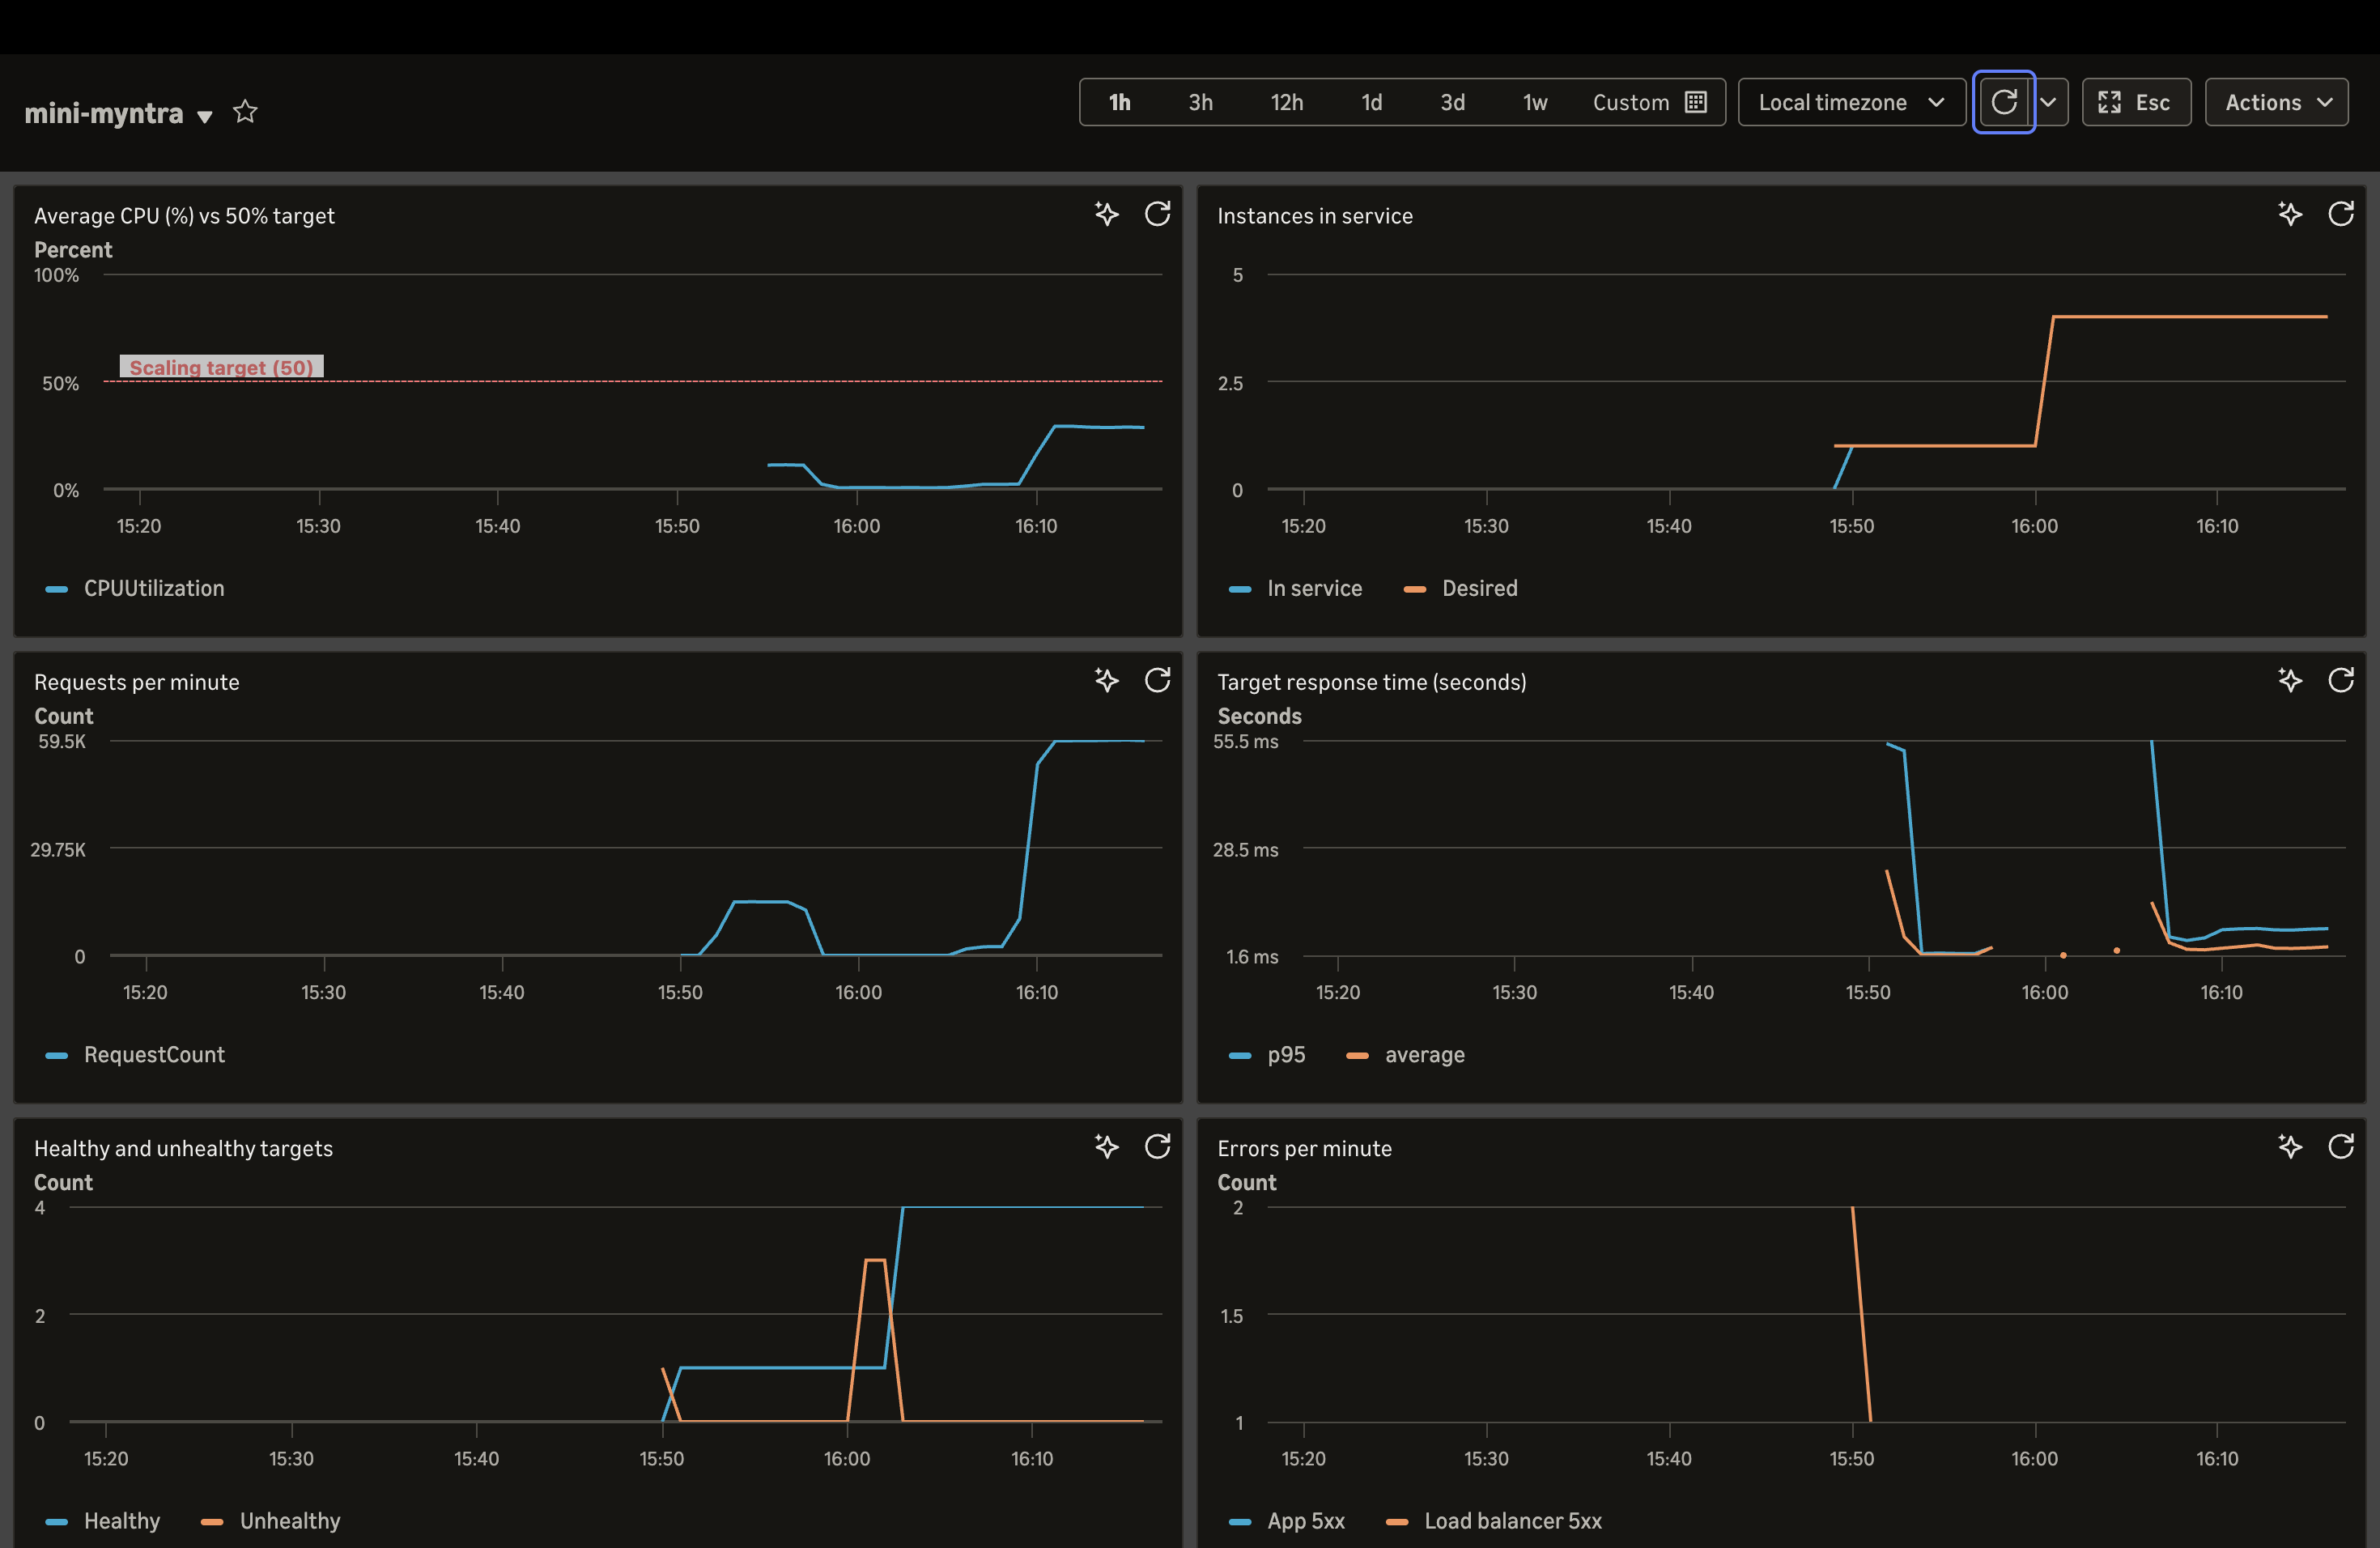 mini-myntra
1h 3h 12h 1d 3d 1w Custom Local timezone Esc Actions
Average CPU (%) vs 50% target
Percent
100%
Scaling target (50)
50%
0%
15:20 15:30 15:40 15:50 16:00 16:10
CPUUtilization
Instances in service
5
2.5
0
15:20 15:30 15:40 15:50 16:00 16:10
In service Desired
Requests per minute
Count
59.5K
29.75K
0
15:20 15:30 15:40 15:50 16:00 16:10
RequestCount
Target response time (seconds)
Seconds
55.5 ms
28.5 ms
1.6 ms
15:20 15:30 15:40 15:50 16:00 16:10
p95 average
Healthy and unhealthy targets
Count
4
2
0
15:20 15:30 15:40 15:50 16:00 16:10
Healthy Unhealthy
Errors per minute
Count
2
1.5
1
15:20 15:30 15:40 15:50 16:00 16:10
App 5xx Load balancer 5xx